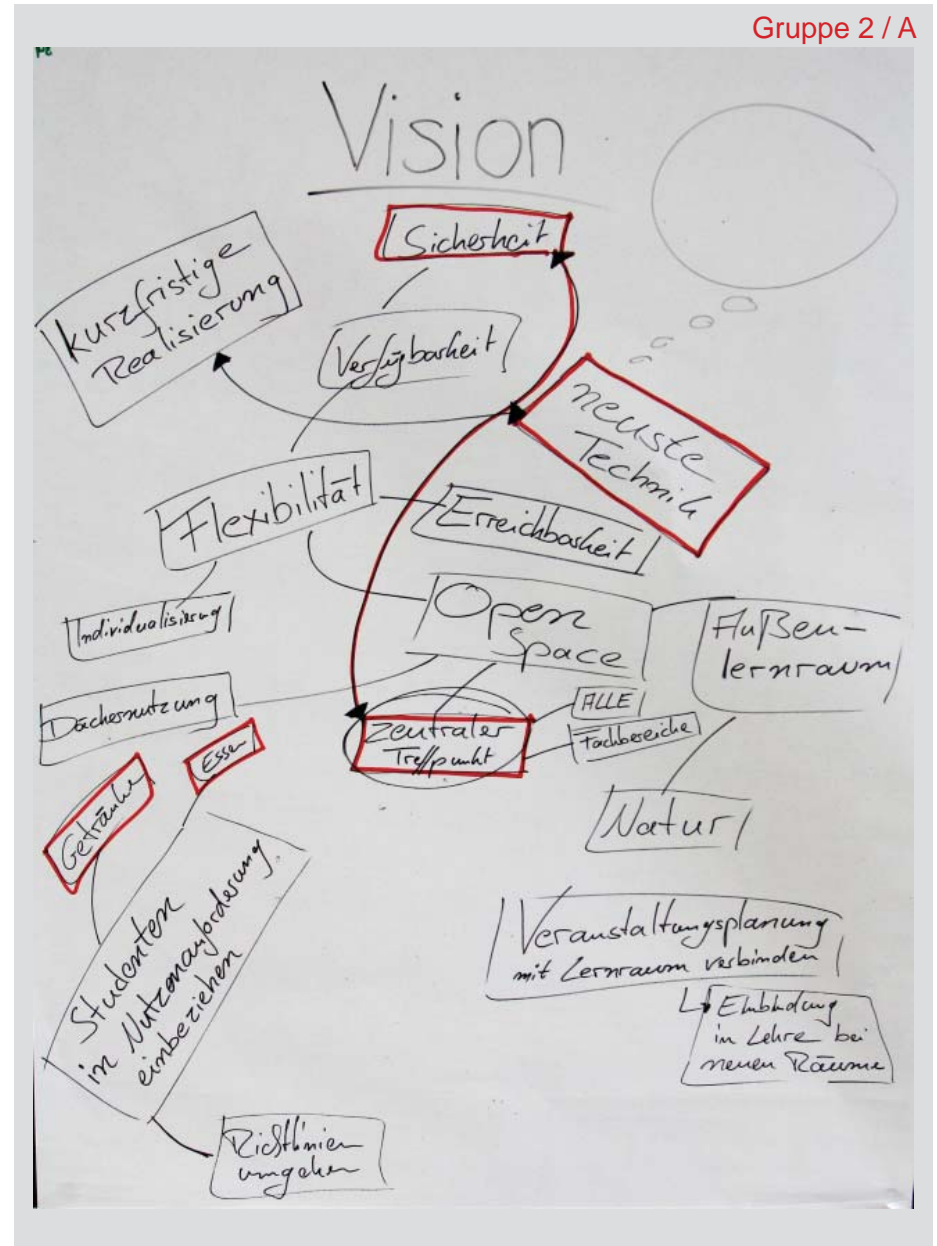 Gruppe 2 / A
Vision
Sicherheit
kurzfristige
Realisierung
Verfügbarkeit
neuste
Technik
Flexibilität
Erreichbarkeit
Individualisierung
Open
Space
Außen-
lernraum
Dächernutzung
ALLE
zentraler
Treffpunkt
Fachbereiche
Essen
Getränke
Natur
Studenten
in Nutzenanforderung
einbeziehen
Veranstaltungsplanung
mit Lernraum verbinden
Einbindung
in Lehre bei
neuen Räume
Richtlinien
umgehen